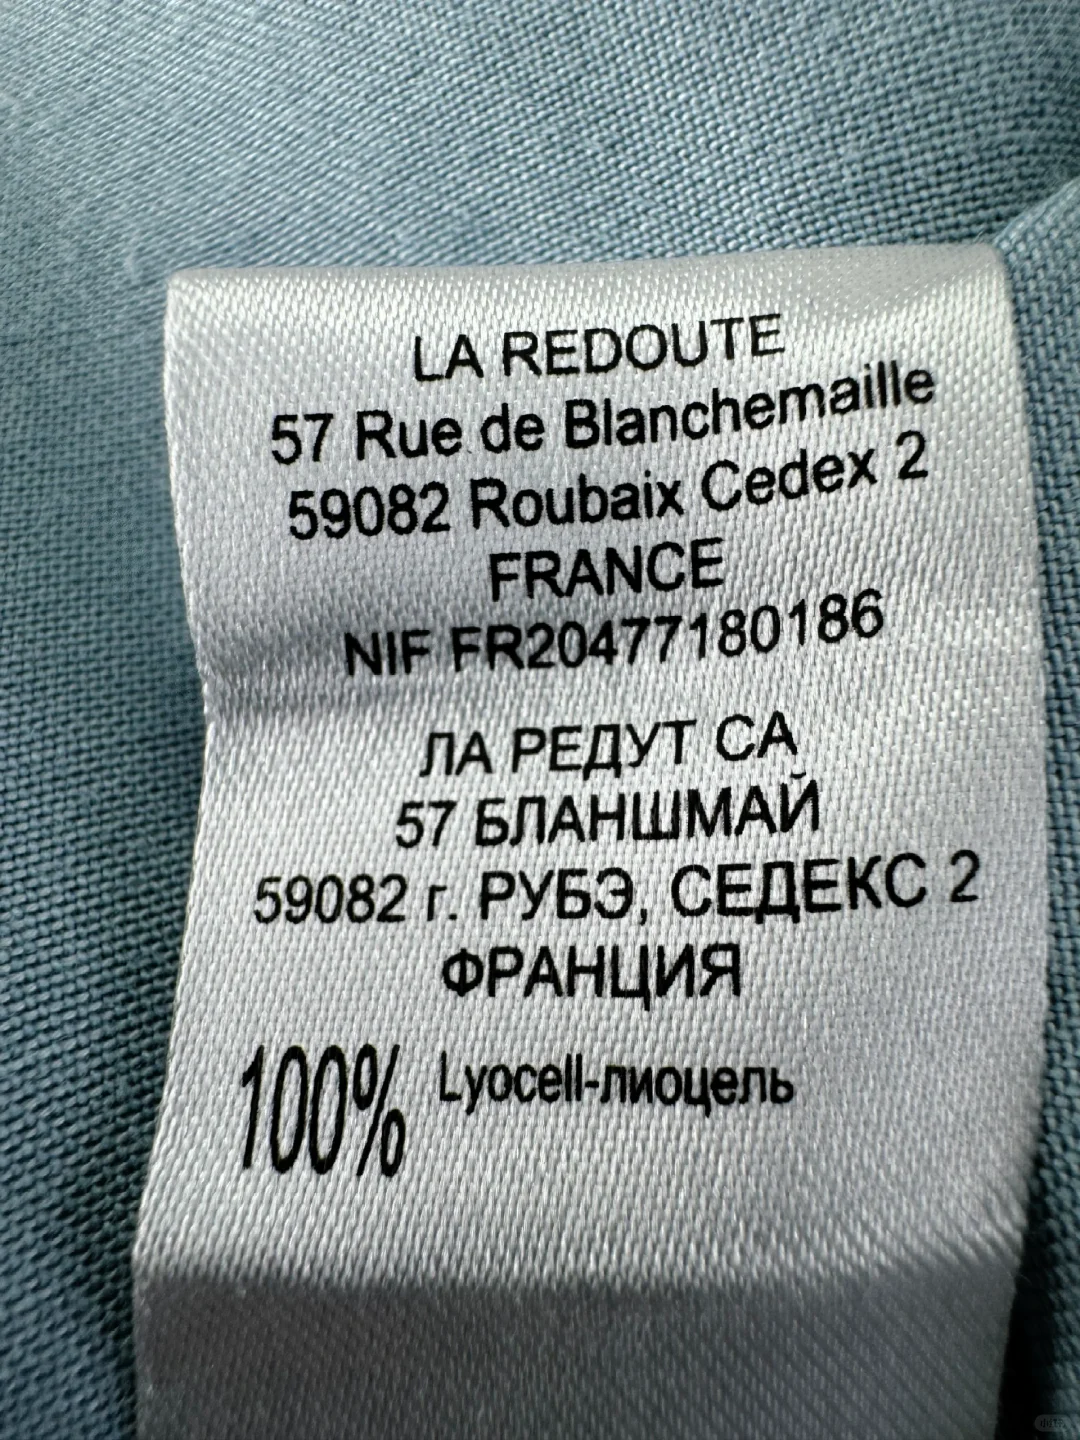 LA REDOUTE
57 Rue de Blanchemaille
59082 Roubaix Cedex 2
FRANCE
NIF FR20477180186
ЛА РЕДУТ СА
57 БЛАНШМАЙ
59082 г. РУБЭ, СЕДЕКС 2
ФРАНЦИЯ
100% Lyocell-лиоцель